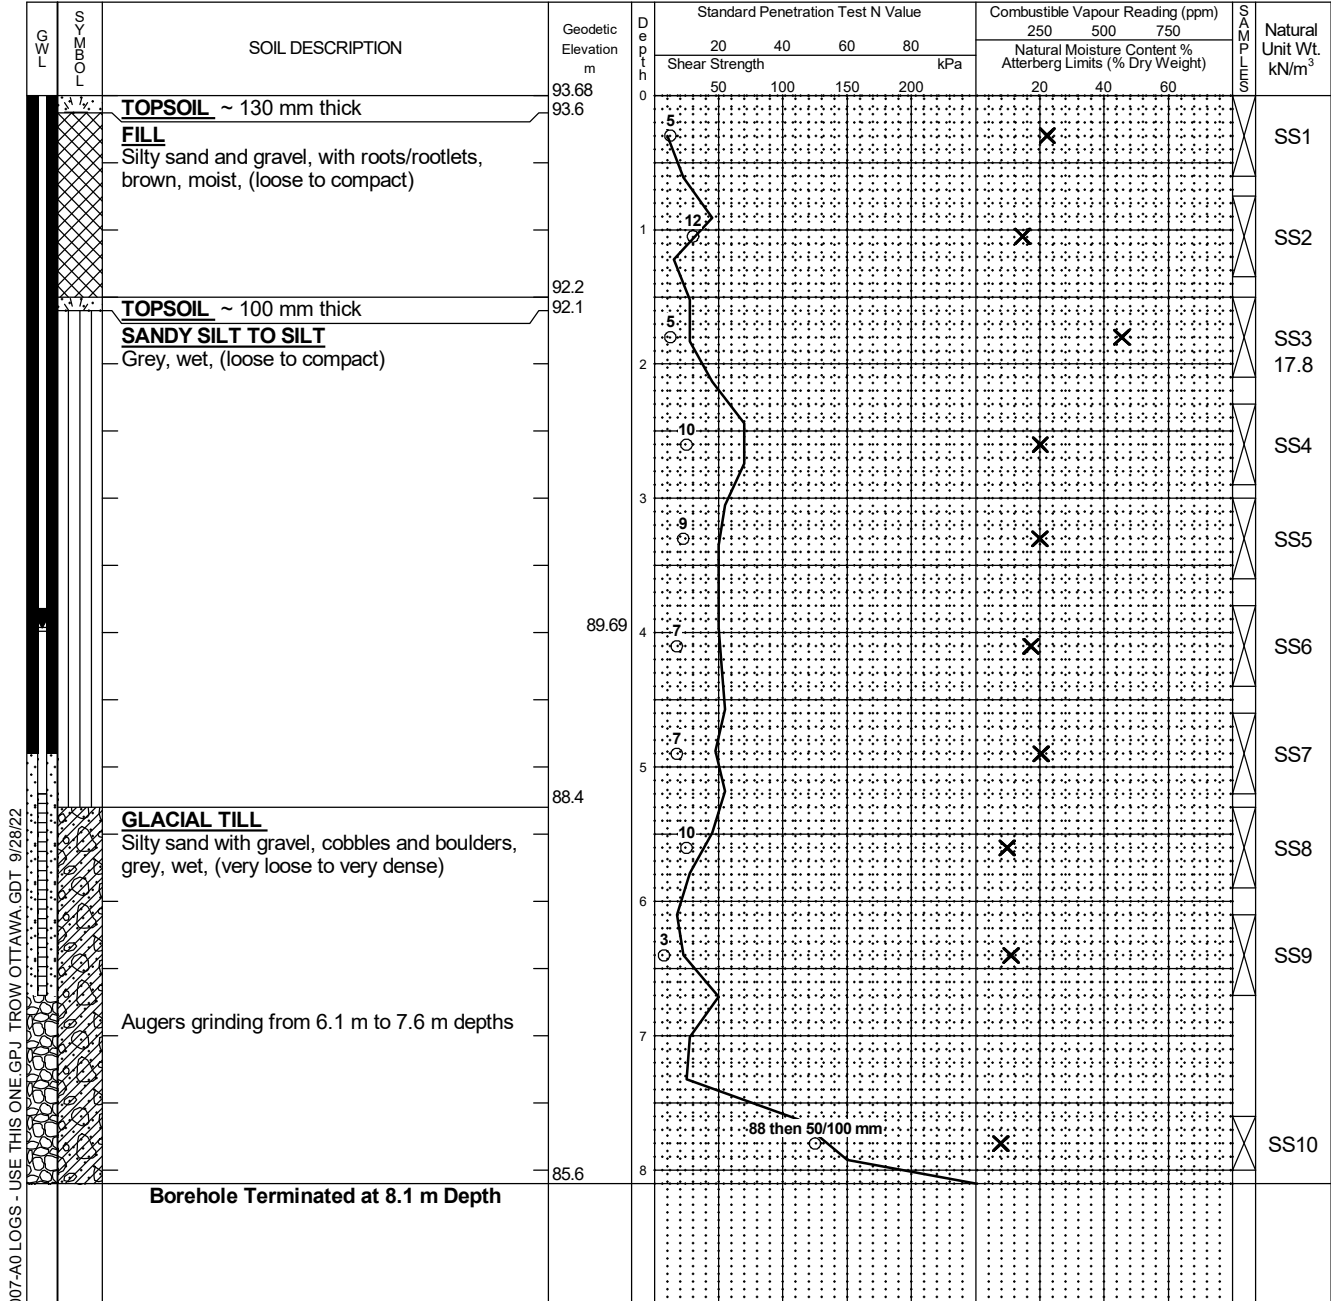 GWL
SYMBOL
SOIL DESCRIPTION
Geodetic
Elevation
m
Depth
Standard Penetration Test N Value
20 40 60 80
Shear Strength kPa
50 100 150 200
Combustible Vapour Reading (ppm)
250 500 750
Natural Moisture Content %
Atterberg Limits (% Dry Weight)
20 40 60
SAMPLES
Natural
Unit Wt.
kN/m³
93.68
0
TOPSOIL ~ 130 mm thick
93.6
FILL
Silty sand and gravel, with roots/rootlets,
brown, moist, (loose to compact)
5
SS1
12
1
SS2
92.2
TOPSOIL ~ 100 mm thick
92.1
SANDY SILT TO SILT
Grey, wet, (loose to compact)
5
SS3
17.8
2
10
SS4
3
9
SS5
89.69
4
7
SS6
7
SS7
5
88.4
GLACIAL TILL
Silty sand with gravel, cobbles and boulders,
grey, wet, (very loose to very dense)
10
SS8
6
3
SS9
Augers grinding from 6.1 m to 7.6 m depths
7
88 then 50/100 mm
SS10
8
85.6
Borehole Terminated at 8.1 m Depth
007-A0 LOGS - USE THIS ONE.GPJ TROW OTTAWA.GDT 9/28/22